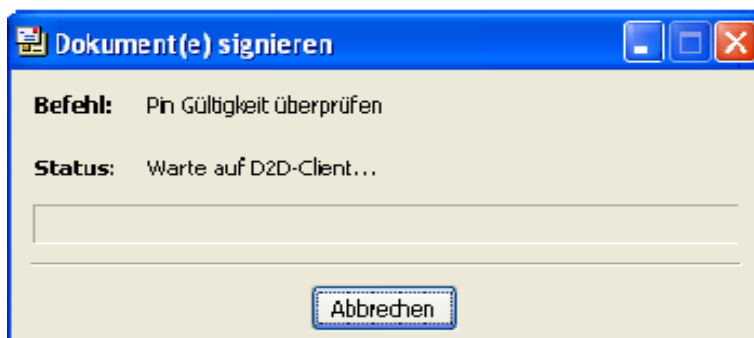 Dokument(e) signieren
Befehl: Pin Gültigkeit überprüfen
Status: Warte auf D2D-Client...
Abbrechen